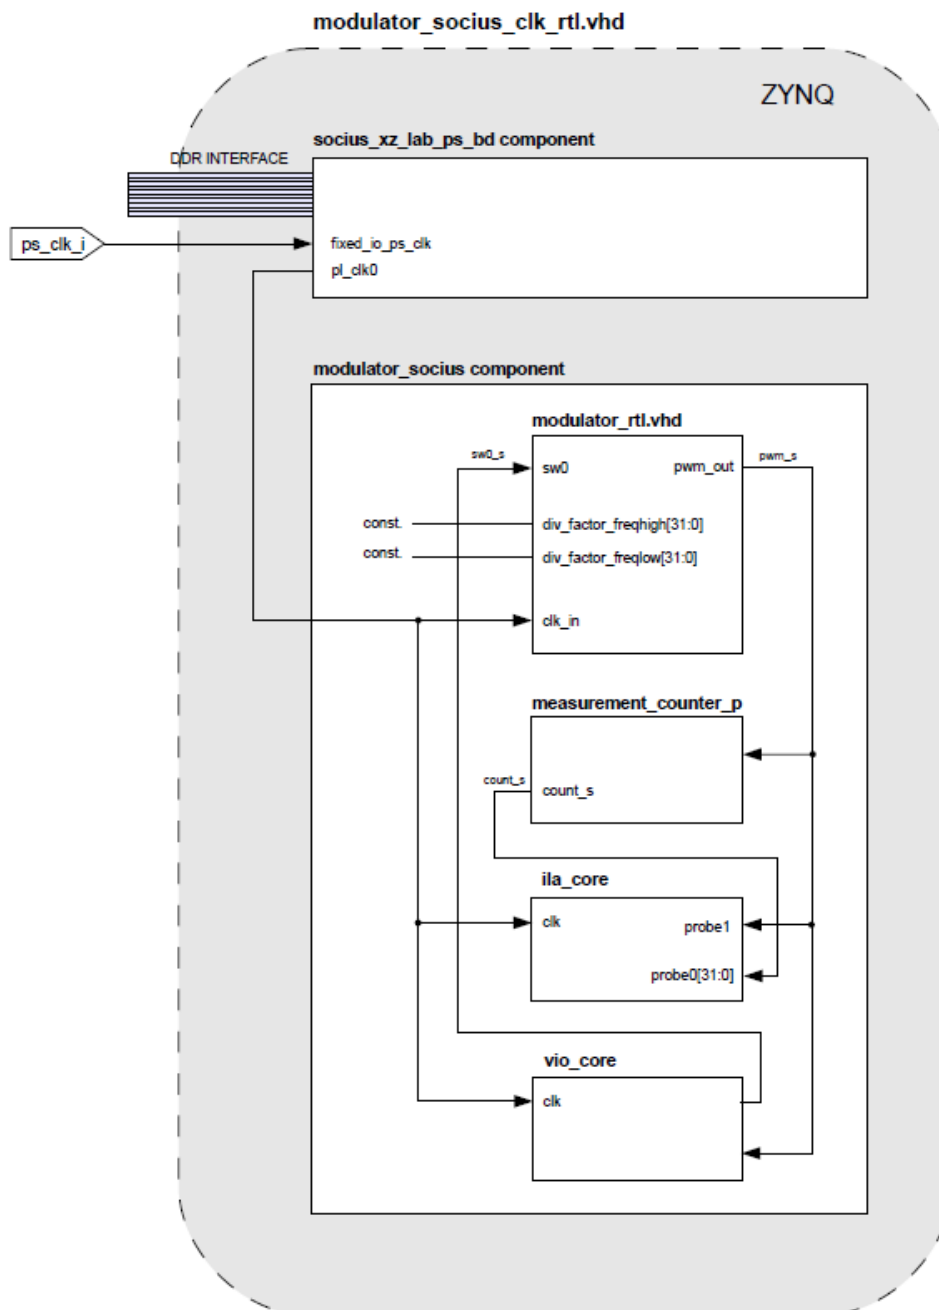 modulator_socius_clk_rtl.vhd
ZYNQ
socius_xz_lab_ps_bd component
DDR INTERFACE
ps_clk_i
fixed_io_ps_clk
pl_clk0
modulator_socius component
modulator_rtl.vhd
sw0_s
sw0
pwm_out
pwm_s
const.
div_factor_freqhigh[31:0]
const.
div_factor_freqlow[31:0]
clk_in
measurement_counter_p
count_s
count_s
ila_core
clk
probe1
probe0[31:0]
vio_core
clk